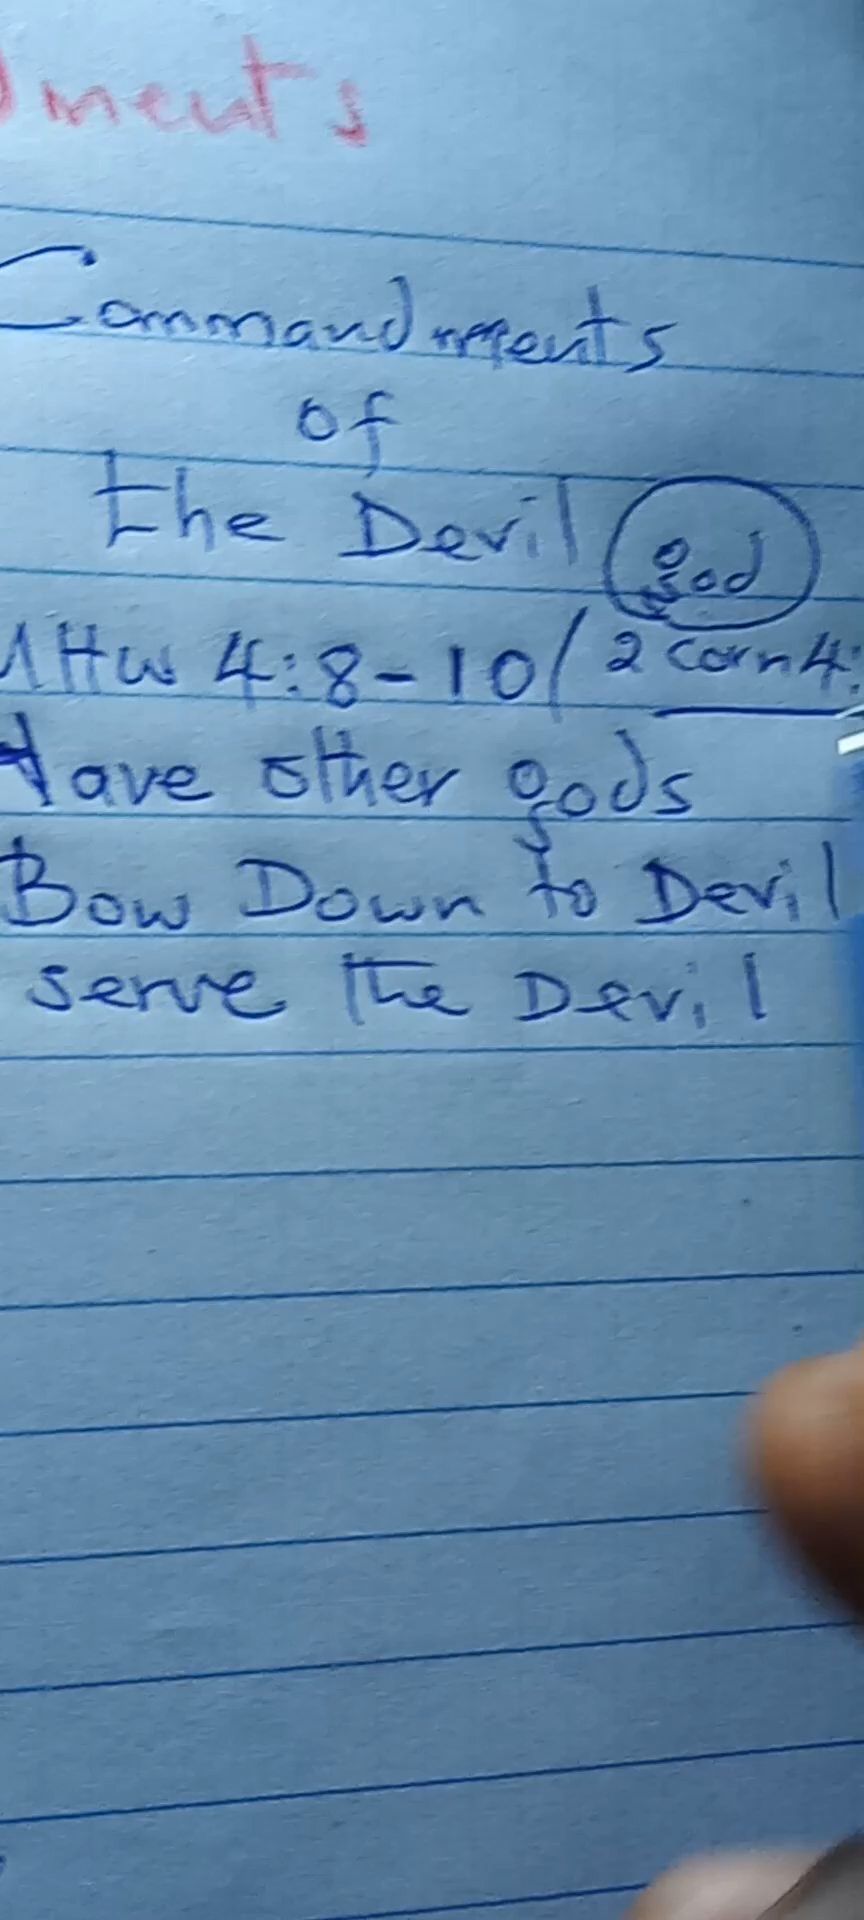 ments
Commandments
of
the Devil god
Mtthw 4:8-10/2 corn 4:
Have other gods
Bow Down to Devil
serve the Devil